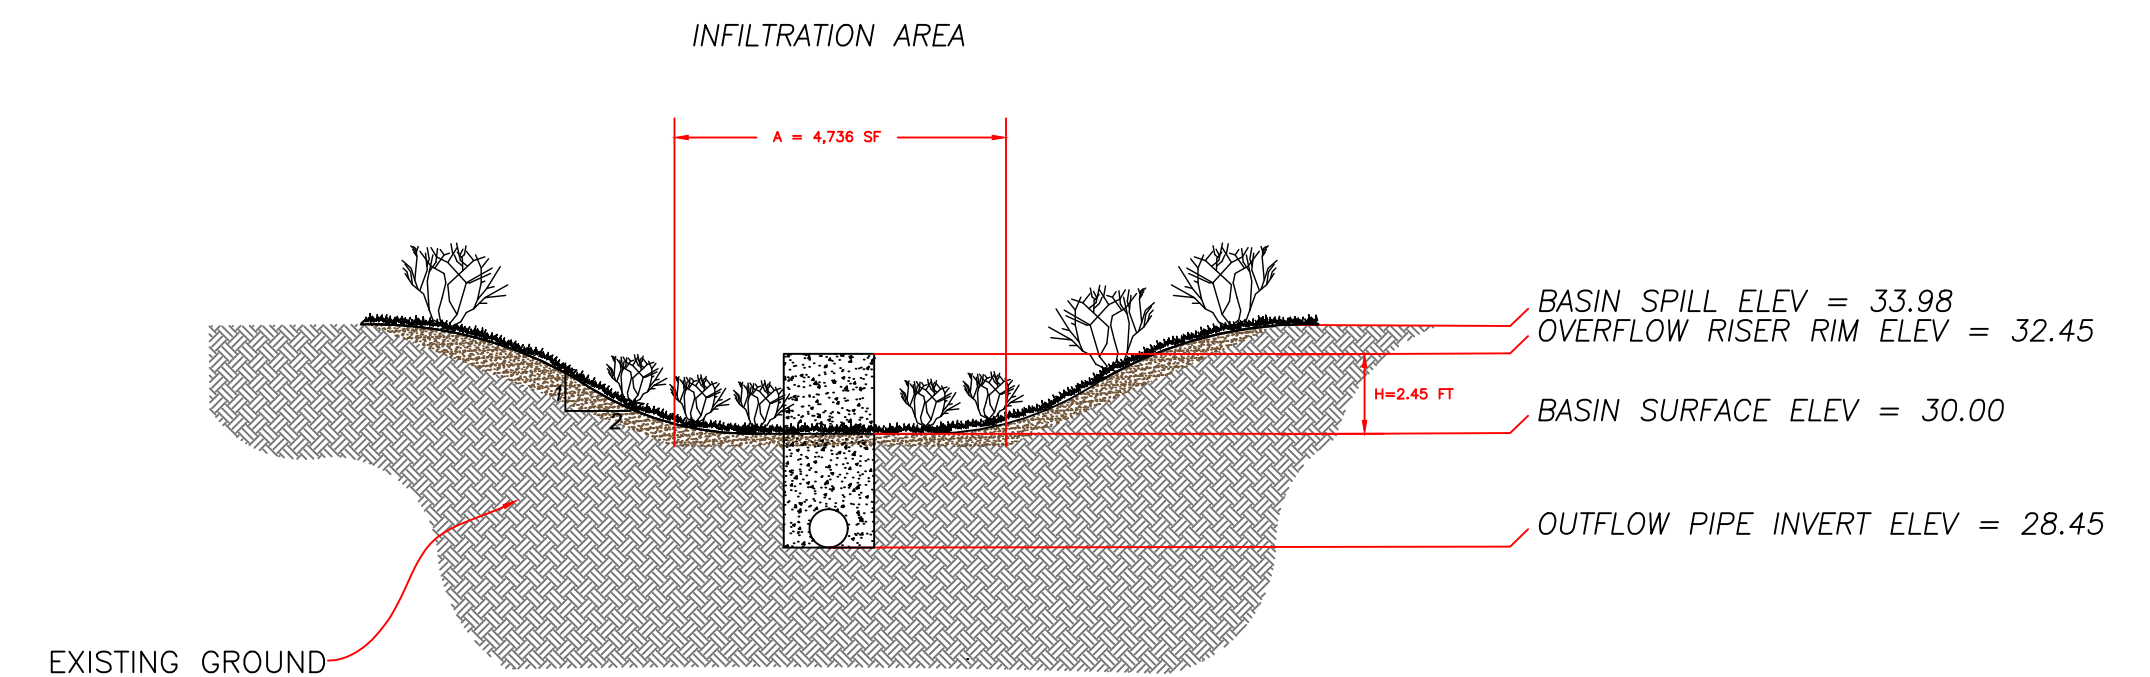 INFILTRATION AREA
A = 4,736 SF
BASIN SPILL ELEV = 33.98
OVERFLOW RISER RIM ELEV = 32.45
H=2.45 FT
1
2
BASIN SURFACE ELEV = 30.00
OUTFLOW PIPE INVERT ELEV = 28.45
EXISTING GROUND